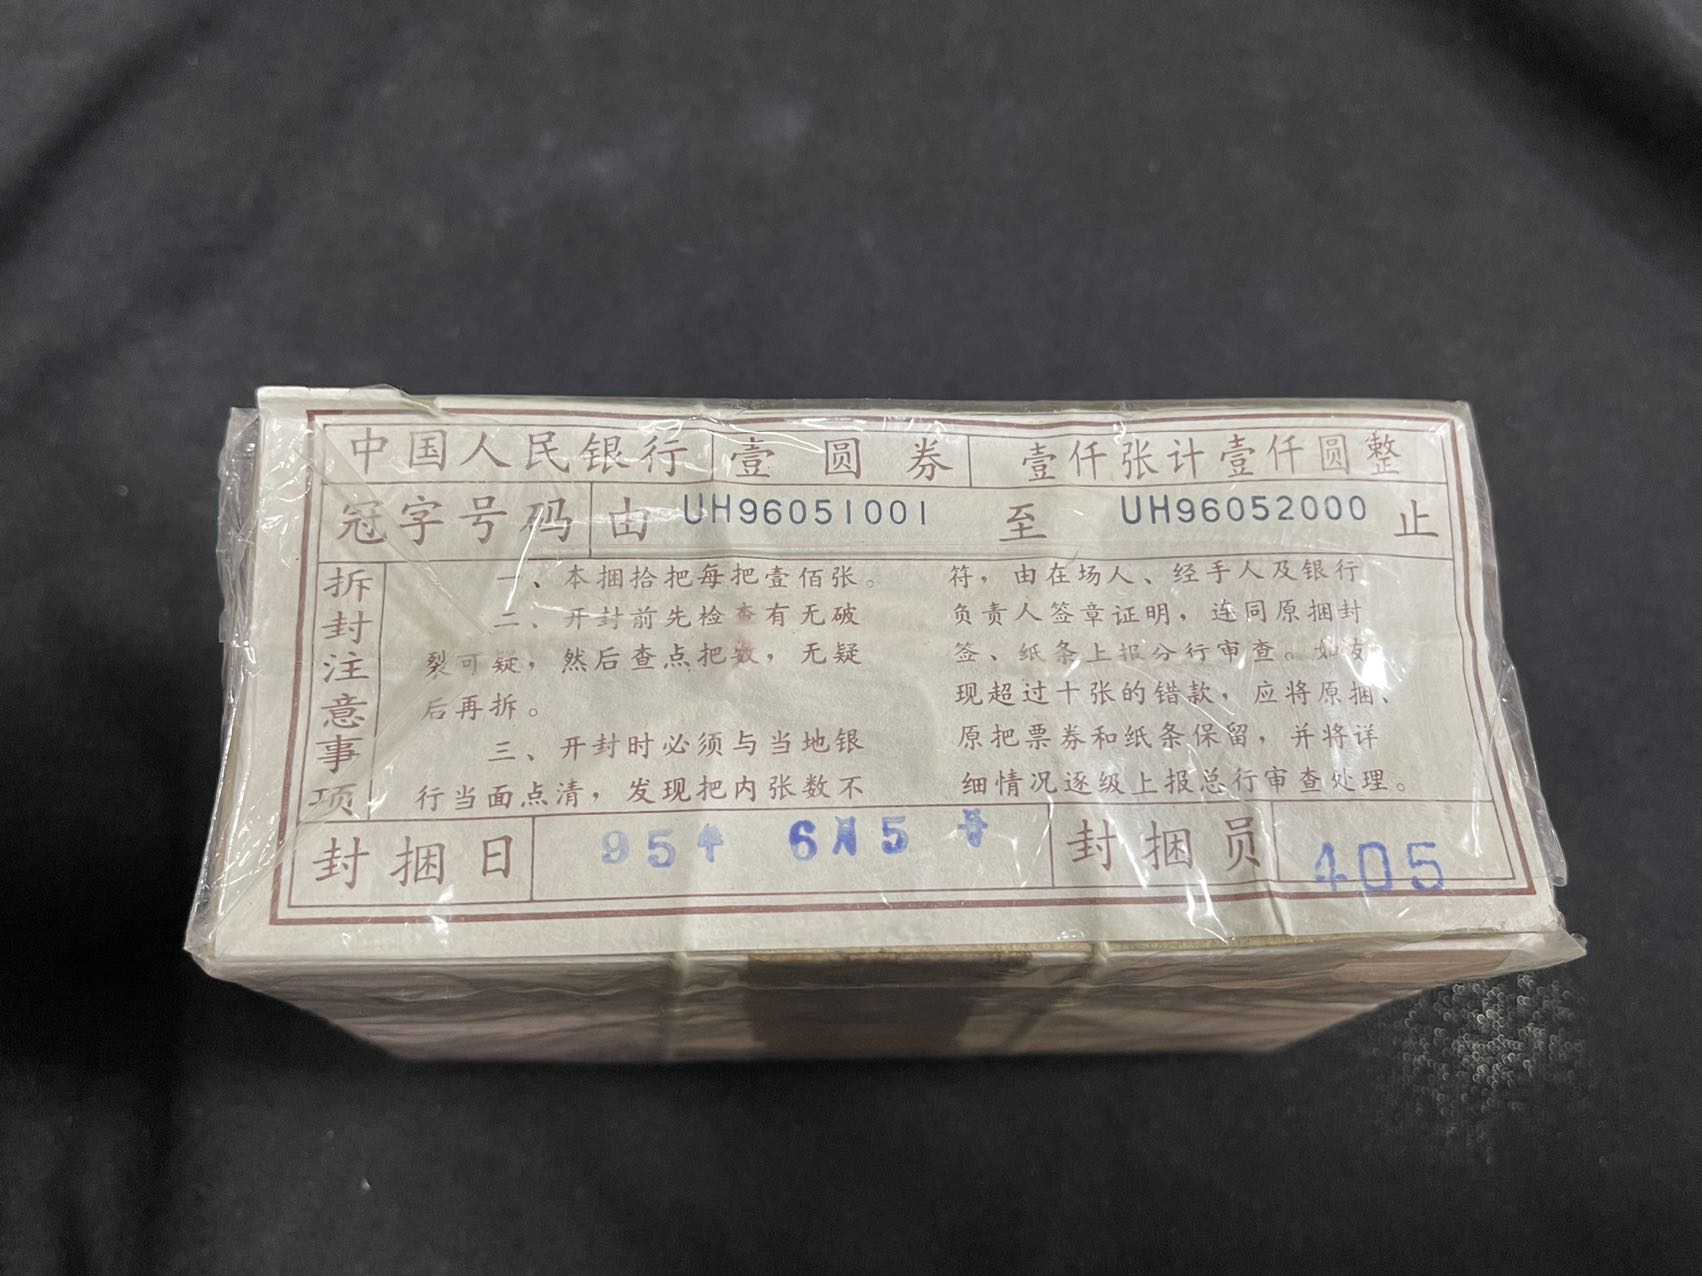 中国人民银行 壹圆券 壹仟张计壹仟圆整
冠字号码 由 UH96051001 至 UH96052000 止
拆封注意事项
一、本捆拾把每把壹佰张。
二、开封前先检查有无破
裂可疑，然后查点把数，无疑
后再拆。
三、开封时必须与当地银
行当面点清，发现把内张数不
符，由在场人、经手人及银行
负责人签章证明，连同原捆封
签、纸条上报分行审查。如发
现超过十张的错款，应将原捆、
原把票券和纸条保留，并将详
细情况逐级上报总行审查处理。
封捆日 95年 6月5 号 封捆员 405